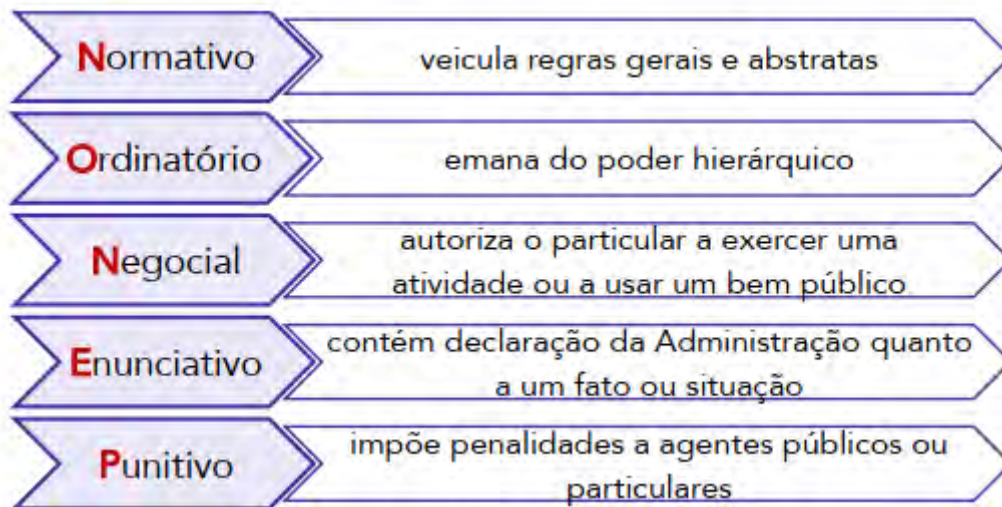 Normativo
veicula regras gerais e abstratas
Ordinatório
emana do poder hierárquico
Negocial
autoriza o particular a exercer uma
atividade ou a usar um bem público
Enunciativo
contém declaração da Administração quanto
a um fato ou situação
Punitivo
impõe penalidades a agentes públicos ou
particulares